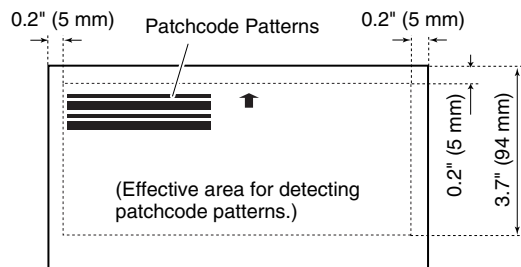 0.2" (5 mm)
Patchcode Patterns
0.2" (5 mm)
0.2" (5 mm)
3.7" (94 mm)
(Effective area for detecting
patchcode patterns.)